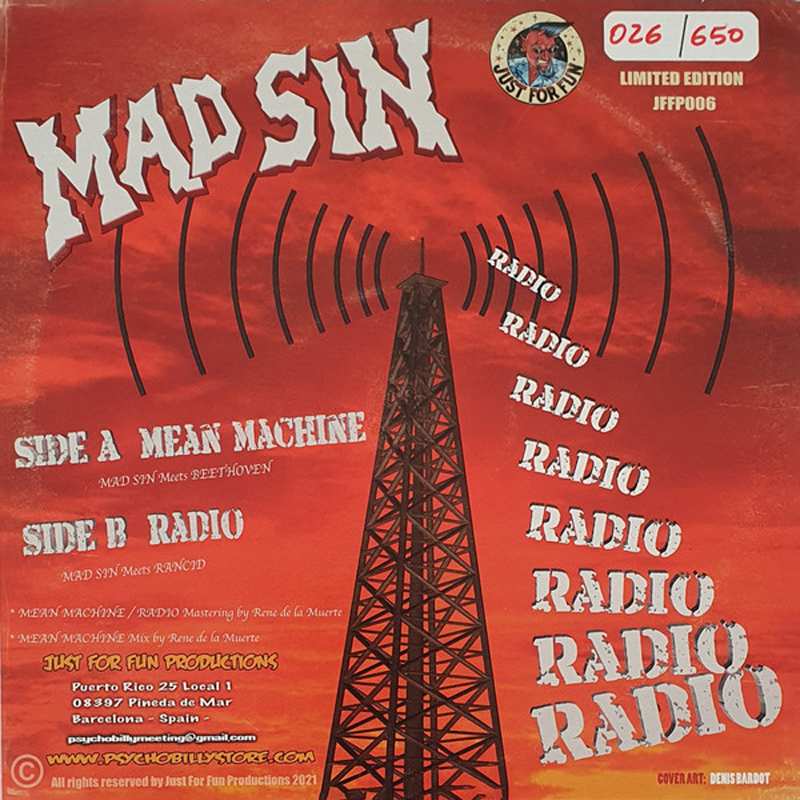 MAD SIN
JUST FOR FUN
026 / 650
LIMITED EDITION
JFFP006
RADIO
RADIO
RADIO
RADIO
RADIO
RADIO
RADIO
RADIO
SIDE A MEAN MACHINE
MAD SIN Meets BEETHOVEN
SIDE B RADIO
MAD SIN Meets RANCID
* MEAN MACHINE / RADIO Mastering by Rene de la Muerte
* MEAN MACHINE Mix by Rene de la Muerte
JUST FOR FUN PRODUCTIONS
Puerto Rico 25 Local 1
08397 Pineda de Mar
Barcelona - Spain -
psychobillymeeting@gmail.com
WWW.PSYCHOBILLYSTORE.COM
© All rights reserved by Just For Fun Productions 2021
COVER ART: DENIS BARDOT